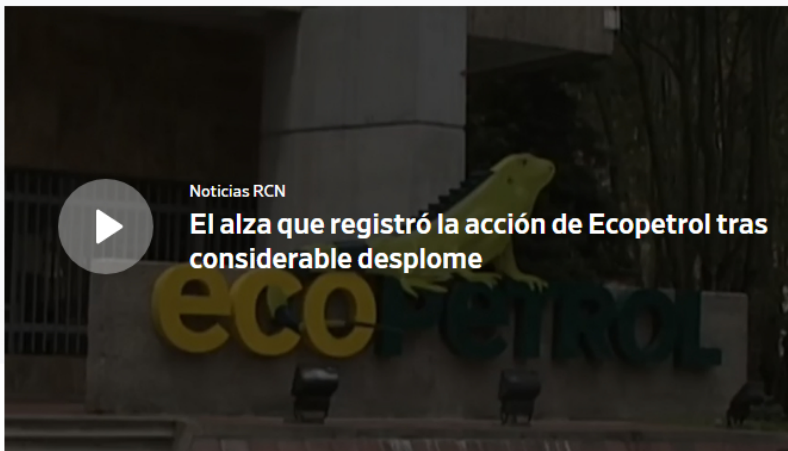 Noticias RCN
El alza que registró la acción de Ecopetrol tras
considerable desplome
ecoPETROL